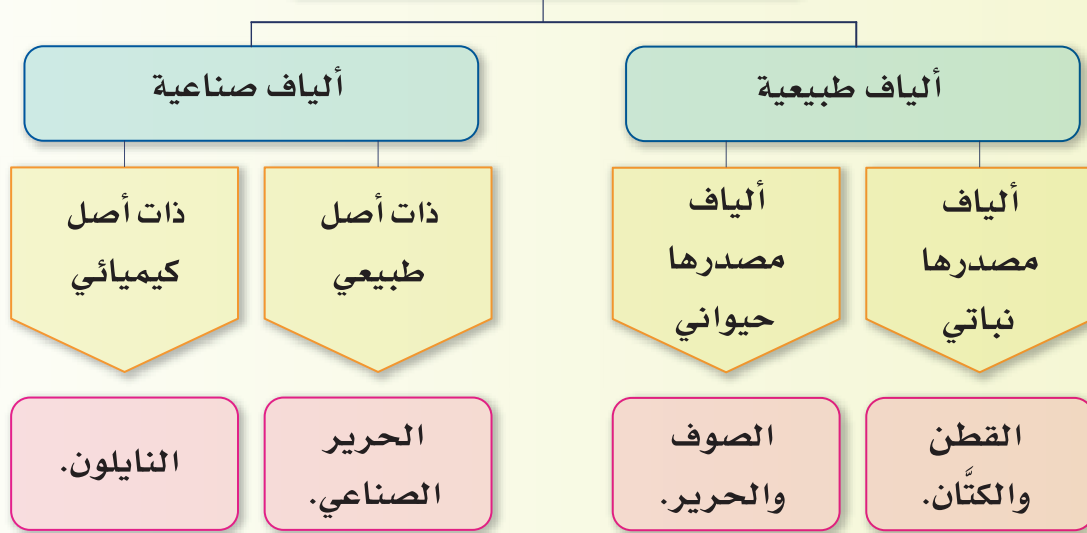 ألياف طبيعية
ألياف صناعية
ألياف
مصدرها
نباتي
ألياف
مصدرها
حيواني
ذات أصل
طبيعي
ذات أصل
كيميائي
القطن
والكتَّان.
الصوف
والحرير.
الحرير
الصناعي.
النايلون.